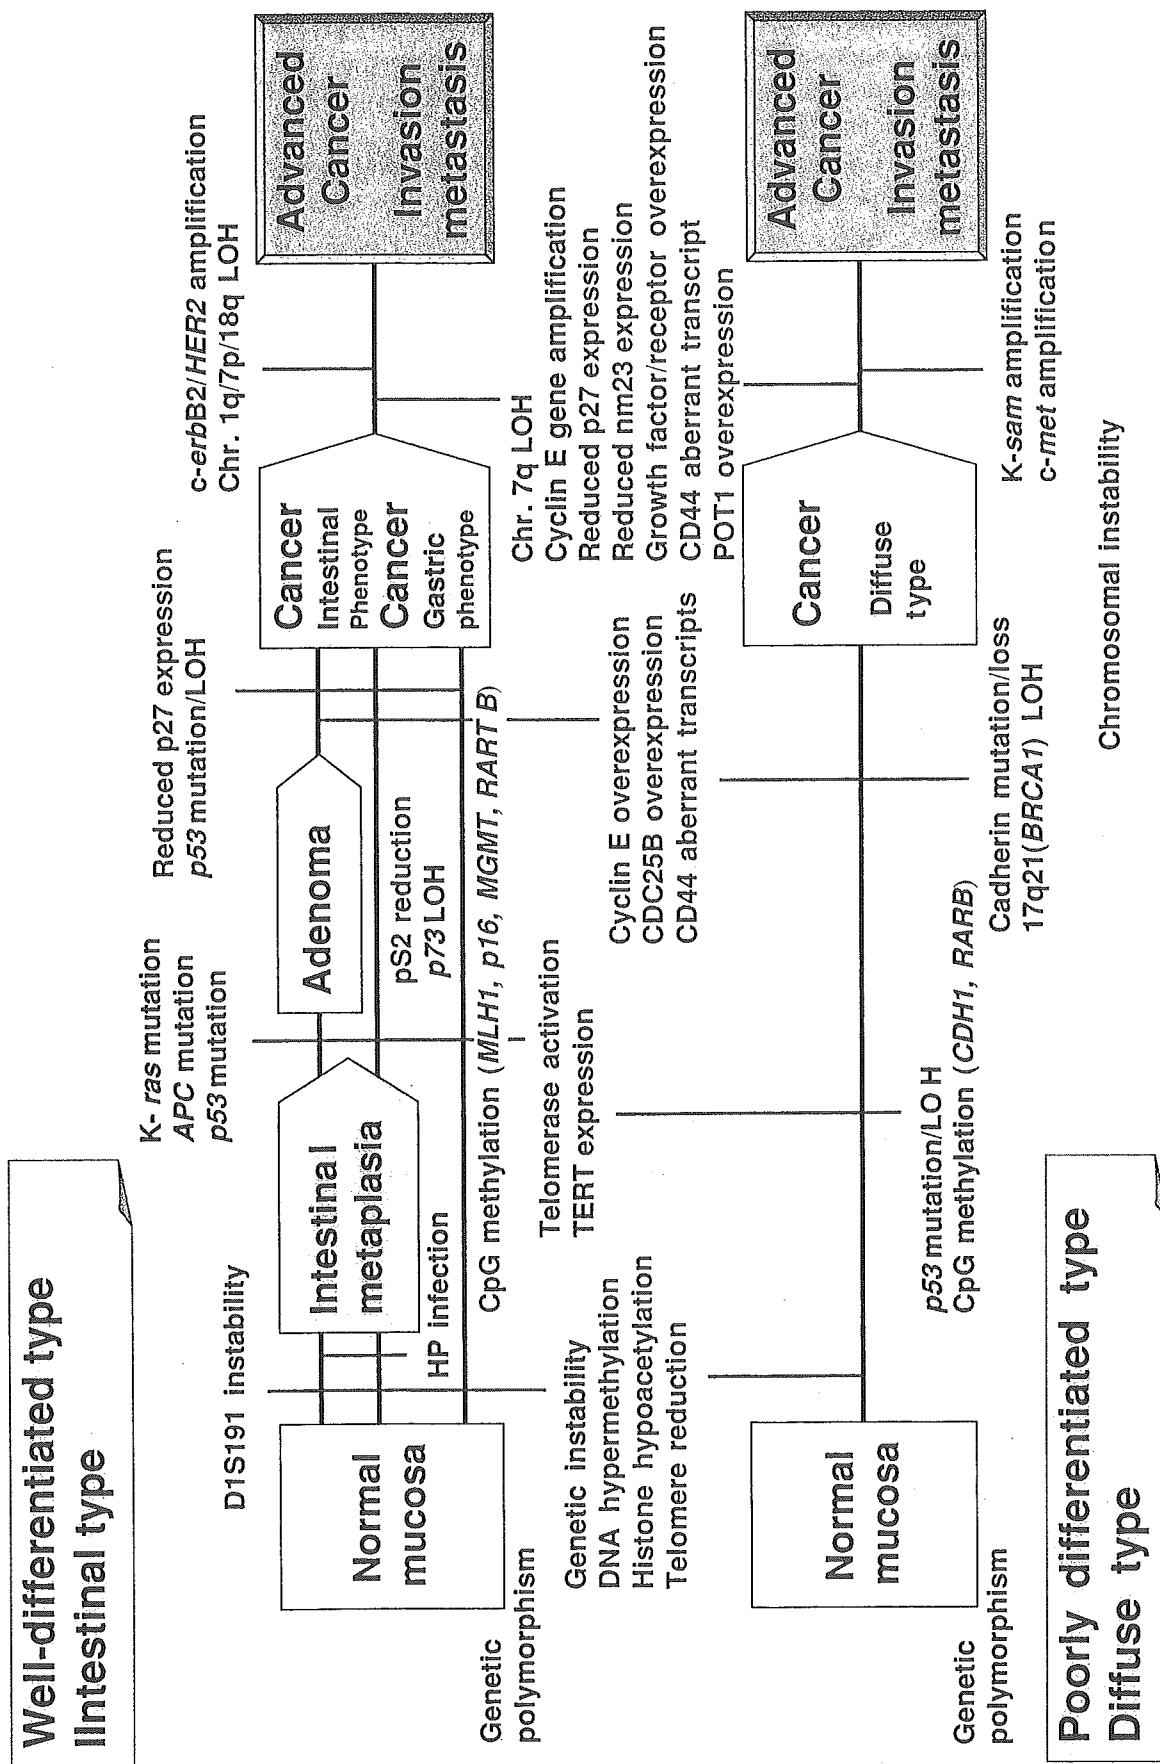 Well-differentiated type
IIntestinal type
K- ras mutation
APC mutation
p53 mutation
Reduced p27 expression
p53 mutation/LOH
c-erbB2/HER2 amplification
Chr. 1q/7p/18q LOH
D1S191 instability
Normal
mucosa
Intestinal
metaplasia
Adenoma
Cancer
Intestinal
Phenotype
Cancer
Gastric
phenotype
Advanced
Cancer
Invasion
metastasis
pS2 reduction
p73 LOH
HP infection
Genetic
polymorphism
CpG methylation (MLH1, p16, MGMT, RART B)
Genetic instability
DNA hypermethylation
Histone hypoacetylation
Telomere reduction
Telomerase activation
TERT expression
Cyclin E overexpression
CDC25B overexpression
CD44 aberrant transcripts
Chr. 7q LOH
Cyclin E gene amplification
Reduced p27 expression
Reduced nm23 expression
Growth factor/receptor overexpression
CD44 aberrant transcript
POT1 overexpression
Normal
mucosa
Cancer
Diffuse
type
Advanced
Cancer
Invasion
metastasis
Genetic
polymorphism
p53 mutation/LO H
CpG methylation (CDH1, RARB)
Cadherin mutation/loss
17q21(BRCA1) LOH
K-sam amplification
c-met amplification
Chromosomal instability
Poorly differentiated type
Diffuse type